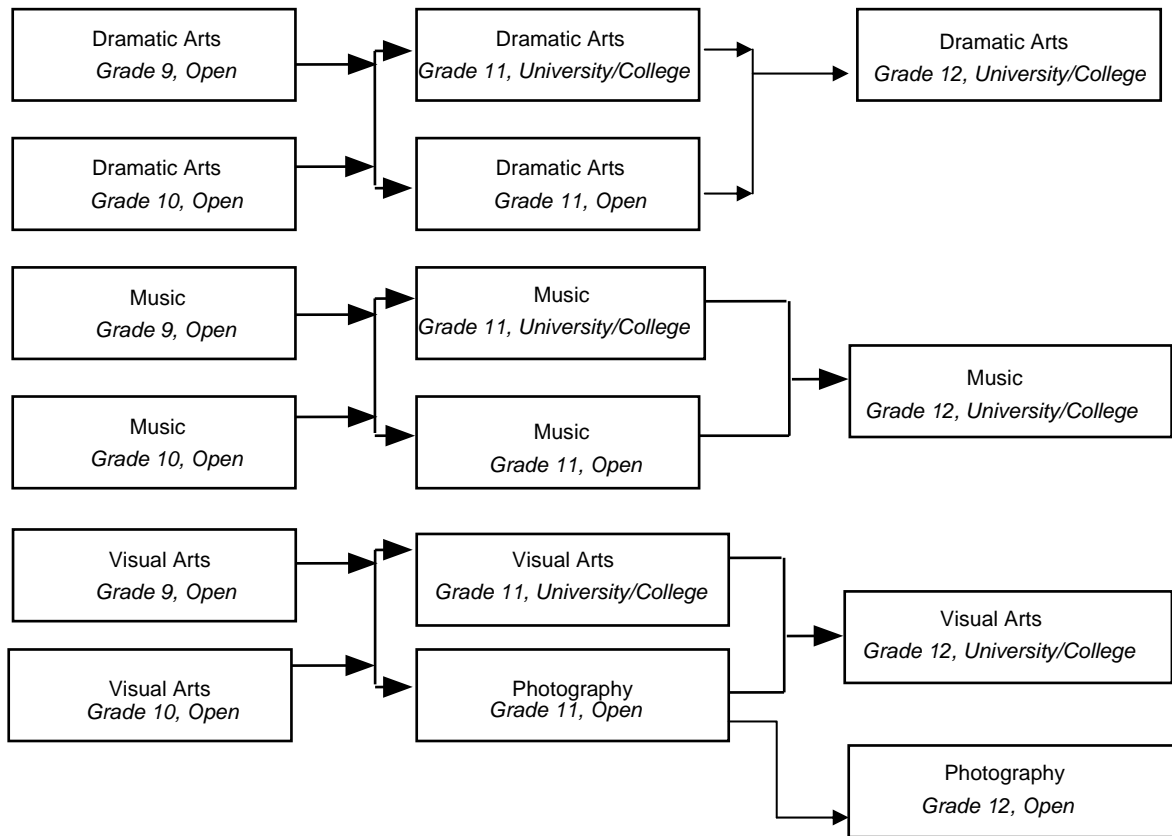 Dramatic Arts
Grade 9, Open
Dramatic Arts
Grade 11, University/College
Dramatic Arts
Grade 12, University/College
Dramatic Arts
Grade 10, Open
Dramatic Arts
Grade 11, Open
Music
Grade 9, Open
Music
Grade 11, University/College
Music
Grade 12, University/College
Music
Grade 10, Open
Music
Grade 11, Open
Visual Arts
Grade 9, Open
Visual Arts
Grade 11, University/College
Visual Arts
Grade 12, University/College
Visual Arts
Grade 10, Open
Photography
Grade 11, Open
Photography
Grade 12, Open